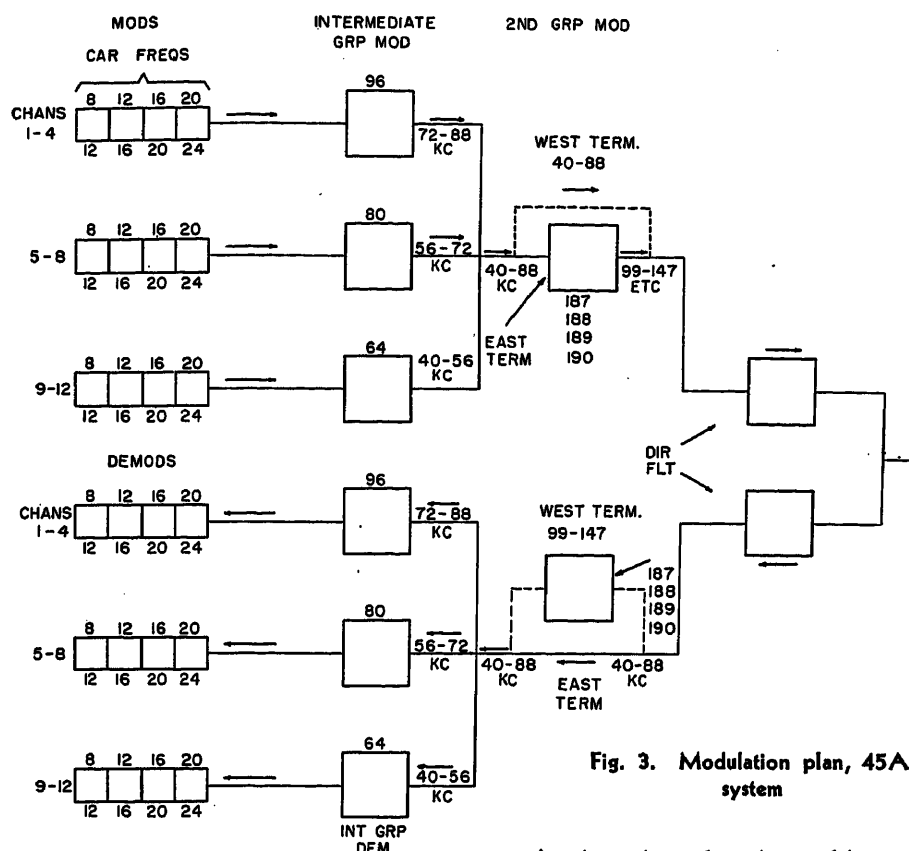 MODS
INTERMEDIATE
GRP MOD
2ND GRP MOD
CAR FREQS
8 12 16 20
CHANS
1-4
12 16 20 24
96
72-88
KC
WEST TERM.
40-88
8 12 16 20
5-8
12 16 20 24
80
56-72
KC
40-88
KC
99-147
ETC
187
188
189
190
EAST
TERM
8 12 16 20
9-12
12 16 20 24
64
40-56
KC
DIR
FLT
DEMODS
8 12 16 20
CHANS
1-4
12 16 20 24
96
72-88
KC
WEST TERM.
99-147
187
188
189
190
8 12 16 20
5-8
12 16 20 24
80
56-72
KC
40-88
KC
EAST
TERM
40-88
KC
8 12 16 20
9-12
12 16 20 24
64
40-56
KC
INT GRP
DEM
Fig. 3. Modulation plan, 45A
system